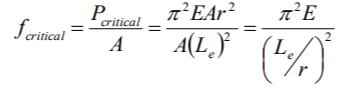 f_critical = P_critical / A = π²EAr² / A(L_e)² = π²E / (L_e/r)²